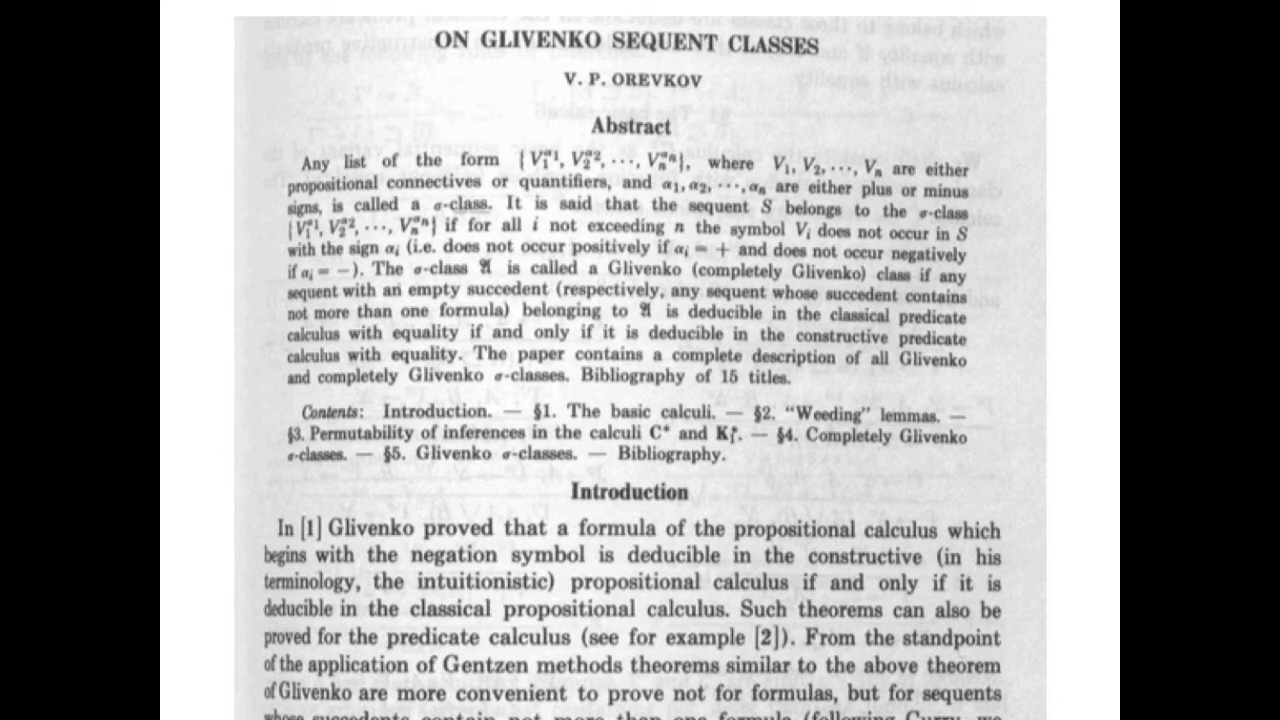 ON GLIVENKO SEQUENT CLASSES
V. P. OREVKOV
Abstract
Any list of the form {V₁^α1, V₂^α2, ···, Vₙ^αn}, where V₁, V₂, ···, Vₙ are either
propositional connectives or quantifiers, and α₁, α₂, ···, αₙ are either plus or minus
signs, is called a σ-class. It is said that the sequent S belongs to the σ-class
{V₁^α1, V₂^α2, ···, Vₙ^αn} if for all i not exceeding n the symbol Vᵢ does not occur in S
with the sign αᵢ (i.e. does not occur positively if αᵢ = + and does not occur negatively
if αᵢ = −). The σ-class 𝔄 is called a Glivenko (completely Glivenko) class if any
sequent with an empty succedent (respectively, any sequent whose succedent contains
not more than one formula) belonging to 𝔄 is deducible in the classical predicate
calculus with equality if and only if it is deducible in the constructive predicate
calculus with equality. The paper contains a complete description of all Glivenko
and completely Glivenko σ-classes. Bibliography of 15 titles.
Contents: Introduction. — §1. The basic calculi. — §2. "Weeding" lemmas. —
§3. Permutability of inferences in the calculi C* and K₁*. — §4. Completely Glivenko
σ-classes. — §5. Glivenko σ-classes. — Bibliography.
Introduction
In [1] Glivenko proved that a formula of the propositional calculus which
begins with the negation symbol is deducible in the constructive (in his
terminology, the intuitionistic) propositional calculus if and only if it is
deducible in the classical propositional calculus. Such theorems can also be
proved for the predicate calculus (see for example [2]). From the standpoint
of the application of Gentzen methods theorems similar to the above theorem
of Glivenko are more convenient to prove not for formulas, but for sequents
whose succedents contain not more than one formula (following Curry, we